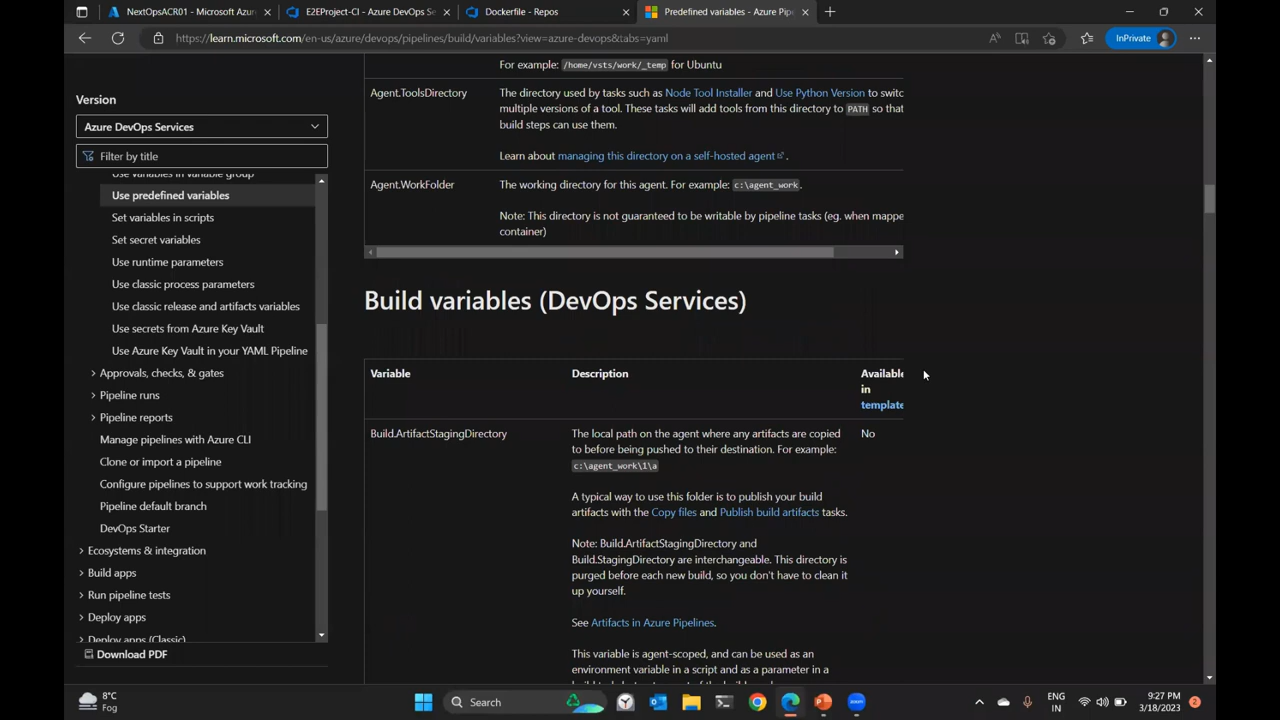 NextOpsACR01 - Microsoft Azur
E2EProject-CI - Azure DevOps Se
Dockerfile - Repos
Predefined variables - Azure Pip
https://learn.microsoft.com/en-us/azure/devops/pipelines/build/variables?view=azure-devops&tabs=yaml
InPrivate
Version
Azure DevOps Services
Filter by title
Use variables in variable group
Use predefined variables
Set variables in scripts
Set secret variables
Use runtime parameters
Use classic process parameters
Use classic release and artifacts variables
Use secrets from Azure Key Vault
Use Azure Key Vault in your YAML Pipeline
Approvals, checks, & gates
Pipeline runs
Pipeline reports
Manage pipelines with Azure CLI
Clone or import a pipeline
Configure pipelines to support work tracking
Pipeline default branch
DevOps Starter
Ecosystems & integration
Build apps
Run pipeline tests
Deploy apps
Deploy apps (Classic)
Download PDF
For example: /home/vsts/work/_temp for Ubuntu
Agent.ToolsDirectory
The directory used by tasks such as Node Tool Installer and Use Python Version to switc
multiple versions of a tool. These tasks will add tools from this directory to PATH so that
build steps can use them.
Learn about managing this directory on a self-hosted agent.
Agent.WorkFolder
The working directory for this agent. For example: c:\agent_work.
Note: This directory is not guaranteed to be writable by pipeline tasks (eg. when mappe
container)
Build variables (DevOps Services)
Variable
Description
Available
in
template
Build.ArtifactStagingDirectory
The local path on the agent where any artifacts are copied
to before being pushed to their destination. For example:
c:\agent_work\1\a
No
A typical way to use this folder is to publish your build
artifacts with the Copy files and Publish build artifacts tasks.
Note: Build.ArtifactStagingDirectory and
Build.StagingDirectory are interchangeable. This directory is
purged before each new build, so you don't have to clean it
up yourself.
See Artifacts in Azure Pipelines.
This variable is agent-scoped, and can be used as an
environment variable in a script and as a parameter in a
8°C
Fog
Search
ENG
IN
9:27 PM
3/18/2023
2